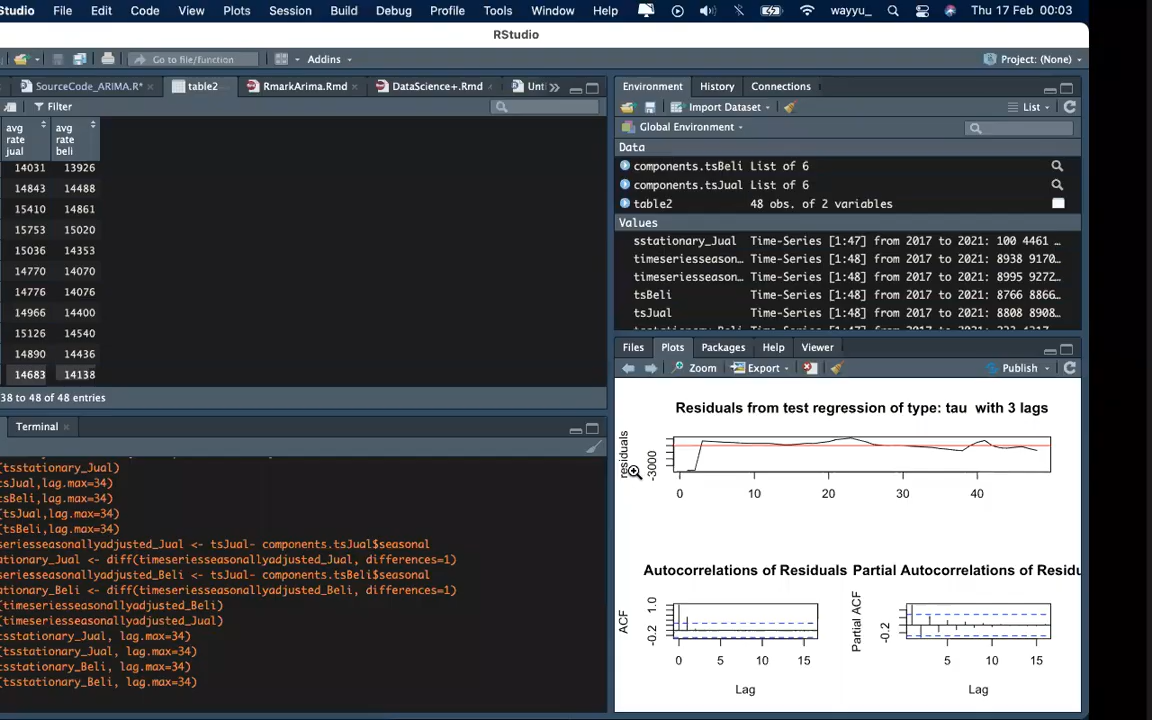 Studio File Edit Code View Plots Session Build Debug Profile Tools Window Help wayyu_ Thu 17 Feb 00:03
RStudio
Go to file/function Addins Project: (None)
SourceCode_ARIMA.R* table2 RmarkArima.Rmd DataScience+.Rmd Unt
Filter
avg rate jual
avg rate beli
14031 13926
14843 14488
15410 14861
15753 15020
15036 14353
14770 14070
14776 14076
14966 14400
15126 14540
14890 14436
14683 14138
38 to 48 of 48 entries
Terminal
(tsstationary_Jual)
tsJual,lag.max=34)
tsBeli,lag.max=34)
(tsJual,lag.max=34)
(tsBeli,lag.max=34)
seriesseasonallyadjusted_Jual <- tsJual- components.tsJual$seasonal
ationary_Jual <- diff(timeseriesseasonallyadjusted_Jual, differences=1)
seriesseasonallyadjusted_Beli <- tsJual- components.tsBeli$seasonal
ationary_Beli <- diff(timeseriesseasonallyadjusted_Beli, differences=1)
(timeseriesseasonallyadjusted_Beli)
(timeseriesseasonallyadjusted_Jual)
tsstationary_Jual, lag.max=34)
(tsstationary_Jual, lag.max=34)
tsstationary_Beli, lag.max=34)
(tsstationary_Beli, lag.max=34)
Environment History Connections
Import Dataset List
Global Environment
Data
components.tsBeli List of 6
components.tsJual List of 6
table2 48 obs. of 2 variables
Values
sstationary_Jual Time-Series [1:47] from 2017 to 2021: 100 4461 …
timeseriesseason… Time-Series [1:48] from 2017 to 2021: 8938 9170…
timeseriesseason… Time-Series [1:48] from 2017 to 2021: 8995 9272…
tsBeli Time-Series [1:48] from 2017 to 2021: 8766 8866…
tsJual Time-Series [1:48] from 2017 to 2021: 8808 8908…
Files Plots Packages Help Viewer
Zoom Export Publish
Residuals from test regression of type: tau with 3 lags
residuals
-3000
0 10 20 30 40
Autocorrelations of Residuals Partial Autocorrelations of Residu
ACF
-0.2 1.0
0 5 10 15
Lag
Partial ACF
-0.2
5 10 15
Lag